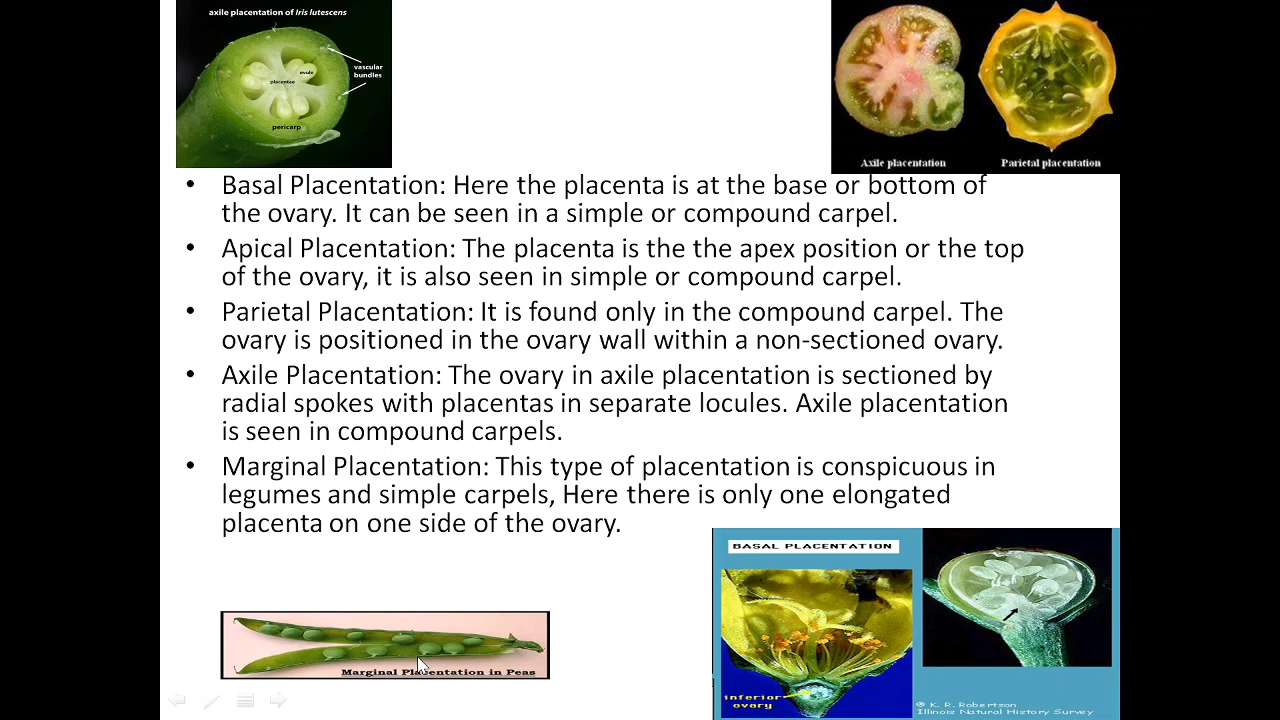 axile placentation of Iris lutescens
ovule
placentae
vascular
bundles
pericarp
Axile placentation
Parietal placentation
• Basal Placentation: Here the placenta is at the base or bottom of
the ovary. It can be seen in a simple or compound carpel.
• Apical Placentation: The placenta is the the apex position or the top
of the ovary, it is also seen in simple or compound carpel.
• Parietal Placentation: It is found only in the compound carpel. The
ovary is positioned in the ovary wall within a non-sectioned ovary.
• Axile Placentation: The ovary in axile placentation is sectioned by
radial spokes with placentas in separate locules. Axile placentation
is seen in compound carpels.
• Marginal Placentation: This type of placentation is conspicuous in
legumes and simple carpels, Here there is only one elongated
placenta on one side of the ovary.
BASAL PLACENTATION
Marginal Placentation in Peas
inferior
ovary
® K. R. Robertson
Illinois Natural History Survey